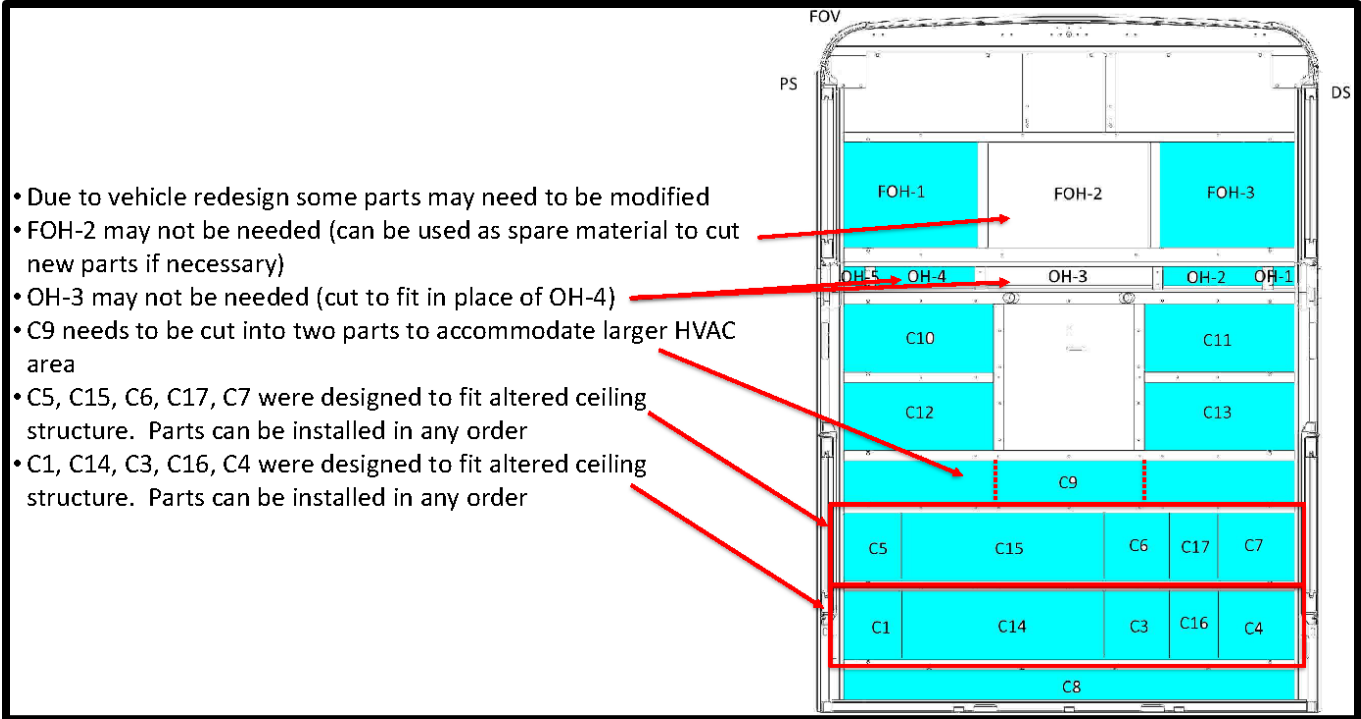 FOV
PS
DS
• Due to vehicle redesign some parts may need to be modified
• FOH-2 may not be needed (can be used as spare material to cut
new parts if necessary)
• OH-3 may not be needed (cut to fit in place of OH-4)
• C9 needs to be cut into two parts to accommodate larger HVAC
area
• C5, C15, C6, C17, C7 were designed to fit altered ceiling
structure.  Parts can be installed in any order
• C1, C14, C3, C16, C4 were designed to fit altered ceiling
structure.  Parts can be installed in any order
FOH-1 FOH-2 FOH-3
OH-5 OH-4 OH-3 OH-2 OH-1
C10 C11
C12 C13
C9
C5 C15 C6 C17 C7
C1 C14 C3 C16 C4
C8